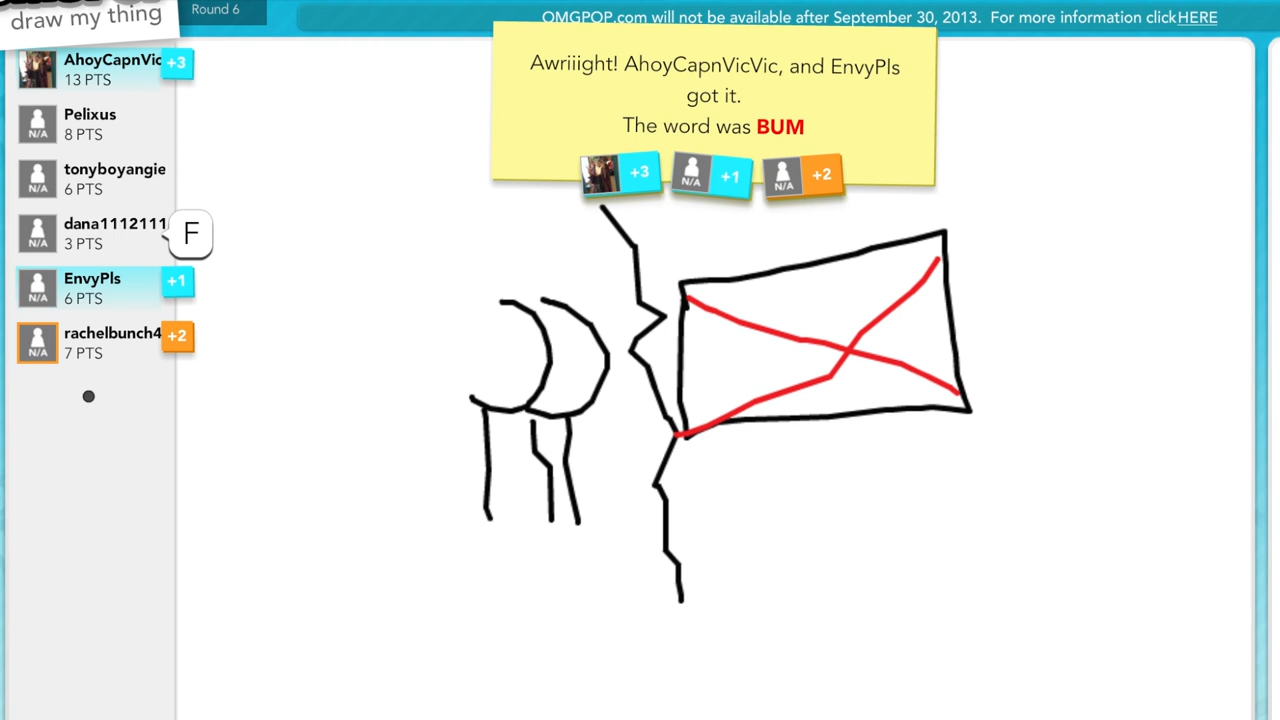 draw my thing
Round 6
OMGPOP.com will not be available after September 30, 2013. For more information click HERE
AhoyCapnVic
+3
13 PTS
Pelixus
8 PTS
N/A
tonyboyangie
6 PTS
N/A
dana1112111
3 PTS
N/A
F
EnvyPls
+1
6 PTS
N/A
rachelbunch4
+2
7 PTS
N/A
Awriiight! AhoyCapnVicVic, and EnvyPls
got it.
The word was BUM
+3
N/A
+1
N/A
+2